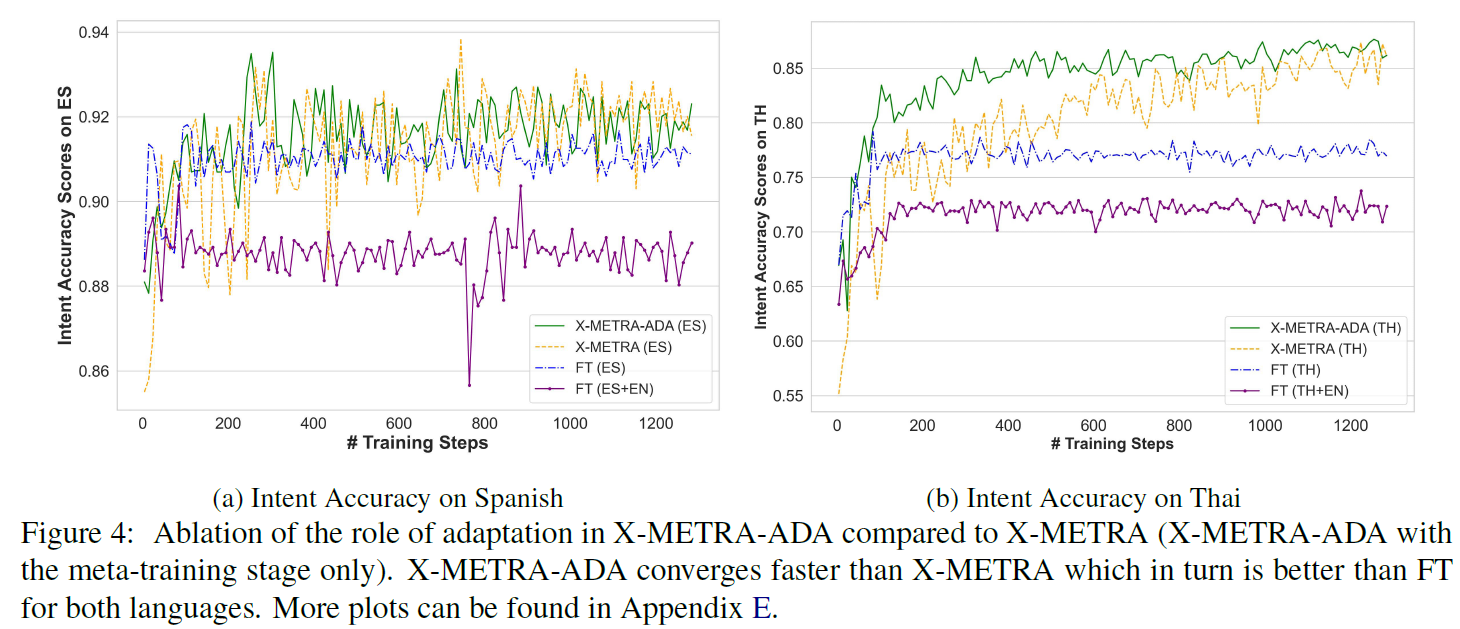 Intent Accuracy Scores on ES
0.94
0.92
0.90
0.88
0.86
0
200
400
600
800
1000
1200
# Training Steps
X-METRA-ADA (ES)
X-METRA (ES)
FT (ES)
FT (ES+EN)
Intent Accuracy Scores on TH
0.85
0.80
0.75
0.70
0.65
0.60
0.55
0
200
400
600
800
1000
1200
# Training Steps
X-METRA-ADA (TH)
X-METRA (TH)
FT (TH)
FT (TH+EN)
(a) Intent Accuracy on Spanish
(b) Intent Accuracy on Thai
Figure 4: Ablation of the role of adaptation in X-METRA-ADA compared to X-METRA (X-METRA-ADA with
the meta-training stage only). X-METRA-ADA converges faster than X-METRA which in turn is better than FT
for both languages. More plots can be found in Appendix E.